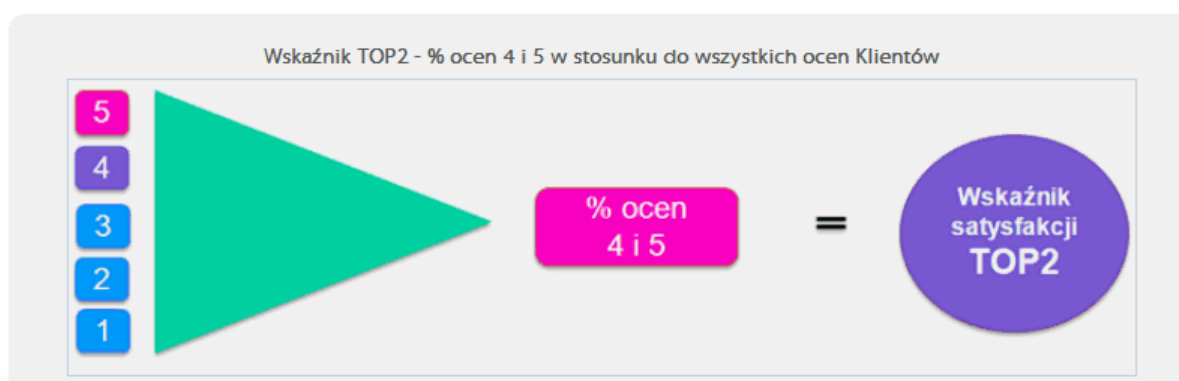 Wskaźnik TOP2 - % ocen 4 i 5 w stosunku do wszystkich ocen Klientów
5
4
3
2
1
% ocen
4 i 5
=
Wskaźnik
satysfakcji
TOP2